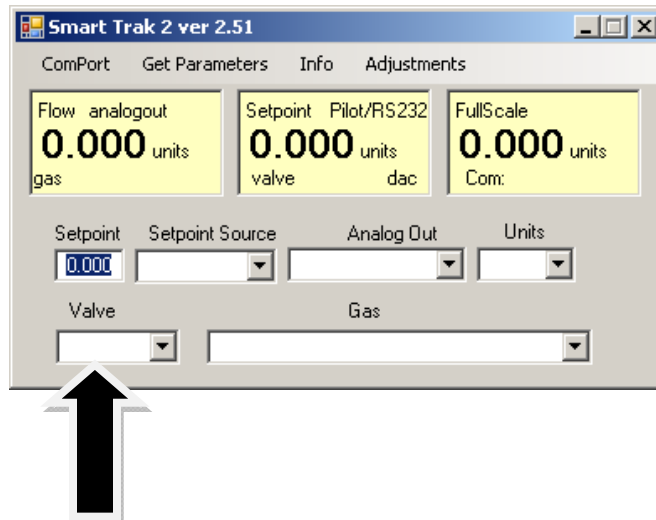 Smart Trak 2 ver 2.51
ComPort Get Parameters Info Adjustments
Flow analogout
0.000 units
gas
Setpoint Pilot/RS232
0.000 units
valve dac
FullScale
0.000 units
Com:
Setpoint Setpoint Source Analog Out Units
0.000
Valve Gas